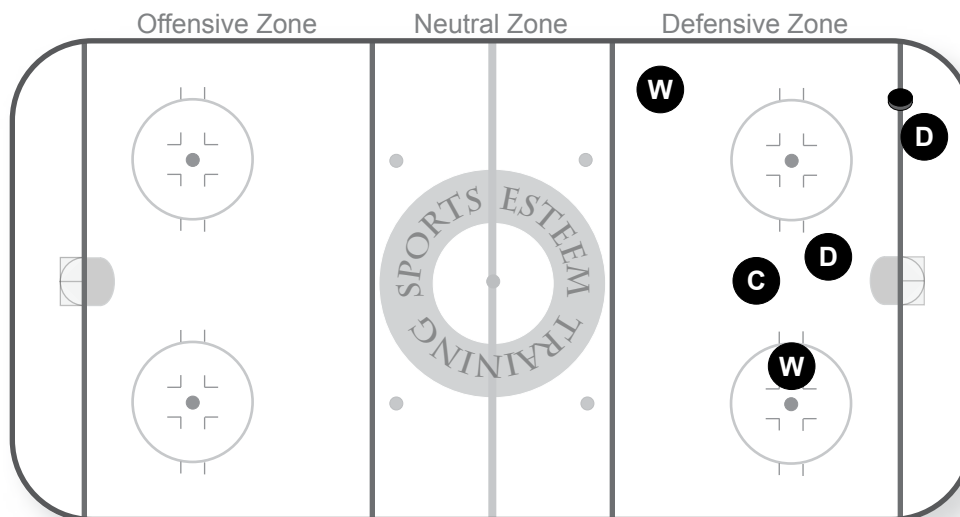 Offensive Zone
Neutral Zone
Defensive Zone
W
D
SPORTS ESTEEM
TRAINING
D
C
W